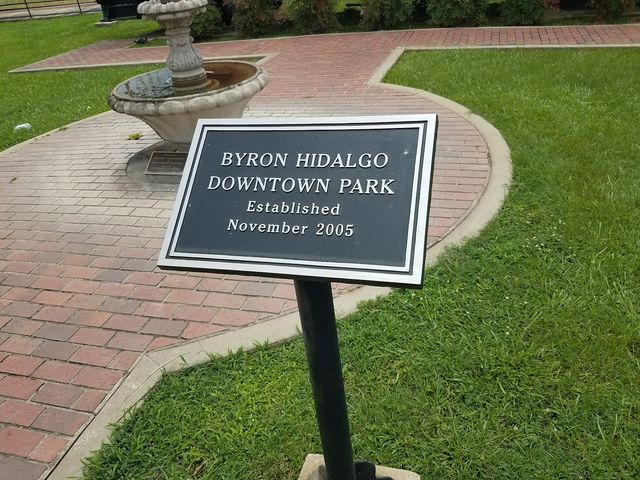 BYRON HIDALGO
DOWNTOWN PARK
Established
November 2005